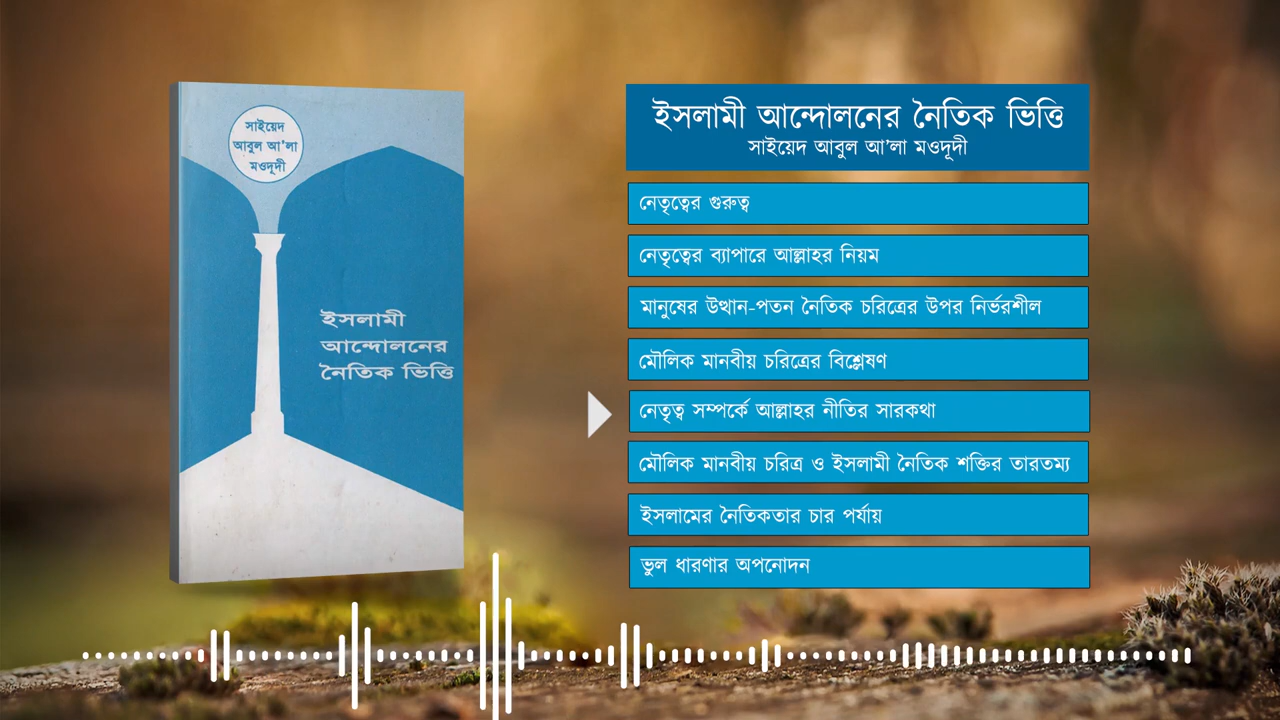 সাইয়েদ
আবুল আ'লা
মওদূদী
ইসলামী
আন্দোলনের
নৈতিক ভিত্তি
ইসলামী আন্দোলনের নৈতিক ভিত্তি
সাইয়েদ আবুল আ'লা মওদূদী
নেতৃত্বের গুরুত্ব
নেতৃত্বের ব্যাপারে আল্লাহর নিয়ম
মানুষের উত্থান-পতন নৈতিক চরিত্রের উপর নির্ভরশীল
মৌলিক মানবীয় চরিত্রের বিশ্লেষণ
নেতৃত্ব সম্পর্কে আল্লাহর নীতির সারকথা
মৌলিক মানবীয় চরিত্র ও ইসলামী নৈতিক শক্তির তারতম্য
ইসলামের নৈতিকতার চার পর্যায়
ভুল ধারণার অপনোদন